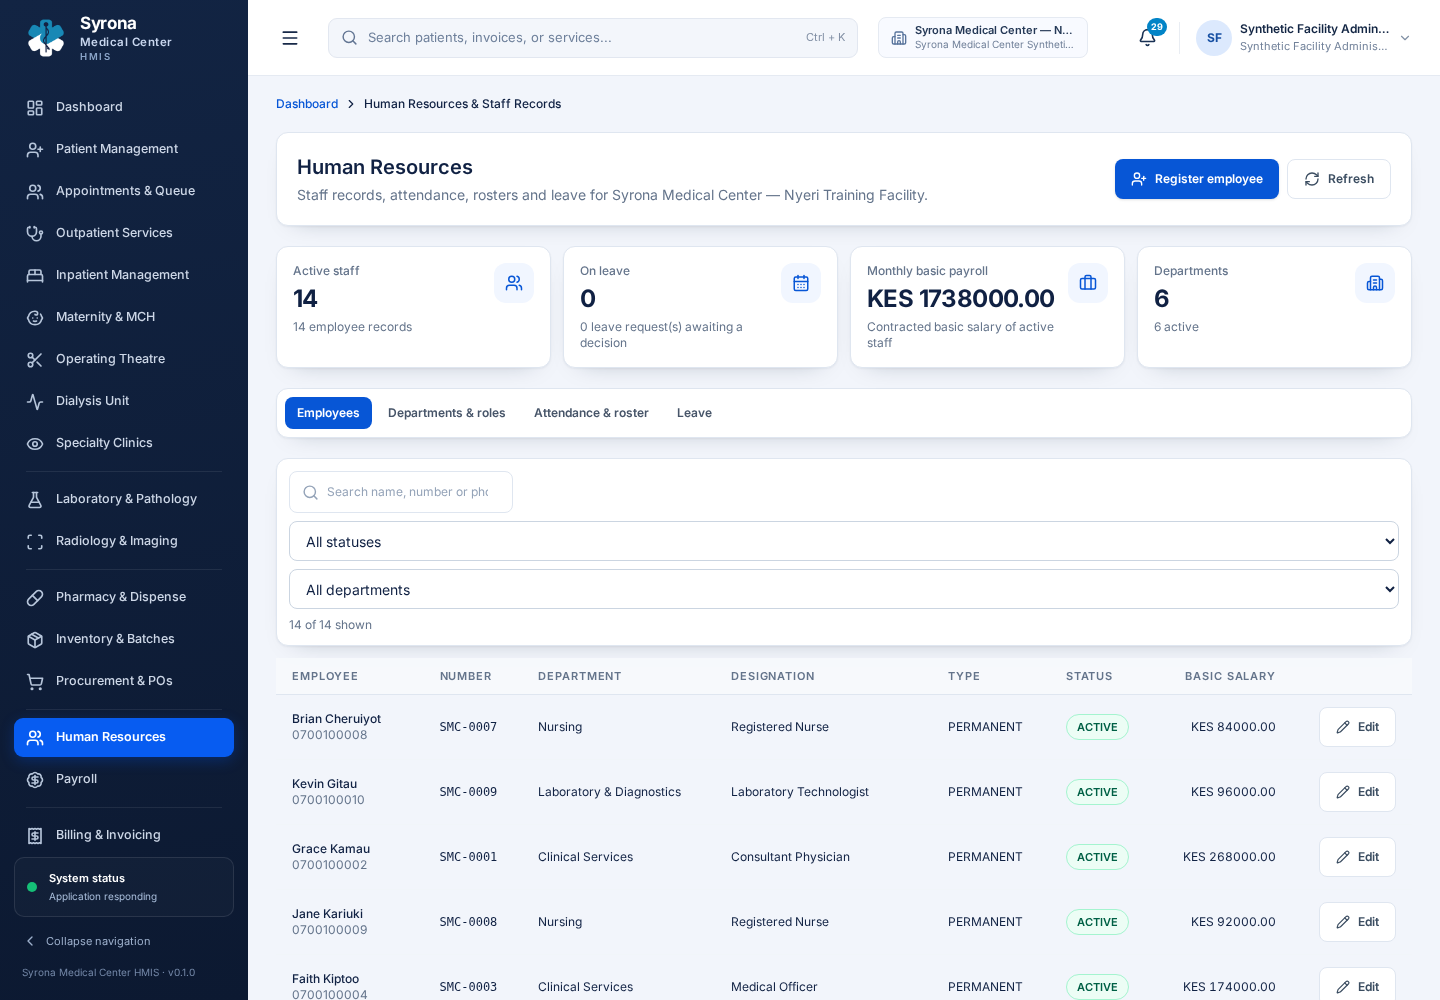 Syrona
Medical Center
HMIS
Dashboard
Patient Management
Appointments & Queue
Outpatient Services
Inpatient Management
Maternity & MCH
Operating Theatre
Dialysis Unit
Specialty Clinics
Laboratory & Pathology
Radiology & Imaging
Pharmacy & Dispense
Inventory & Batches
Procurement & POs
Human Resources
Payroll
Billing & Invoicing
System status
Application responding
Collapse navigation
Syrona Medical Center HMIS · v0.1.0
Search patients, invoices, or services... Ctrl + K
Syrona Medical Center — N...
Syrona Medical Center Syntheti...
29
SF
Synthetic Facility Admin...
Synthetic Facility Adminis...
Dashboard > Human Resources & Staff Records
Human Resources
Staff records, attendance, rosters and leave for Syrona Medical Center — Nyeri Training Facility.
Register employee
Refresh
Active staff
14
14 employee records
On leave
0
0 leave request(s) awaiting a
decision
Monthly basic payroll
KES 1738000.00
Contracted basic salary of active
staff
Departments
6
6 active
Employees Departments & roles Attendance & roster Leave
Search name, number or pho
All statuses
All departments
14 of 14 shown
EMPLOYEE NUMBER DEPARTMENT DESIGNATION TYPE STATUS BASIC SALARY
Brian Cheruiyot
0700100008
SMC-0007 Nursing Registered Nurse PERMANENT ACTIVE KES 84000.00 Edit
Kevin Gitau
0700100010
SMC-0009 Laboratory & Diagnostics Laboratory Technologist PERMANENT ACTIVE KES 96000.00 Edit
Grace Kamau
0700100002
SMC-0001 Clinical Services Consultant Physician PERMANENT ACTIVE KES 268000.00 Edit
Jane Kariuki
0700100009
SMC-0008 Nursing Registered Nurse PERMANENT ACTIVE KES 92000.00 Edit
Faith Kiptoo
0700100004
SMC-0003 Clinical Services Medical Officer PERMANENT ACTIVE KES 174000.00 Edit